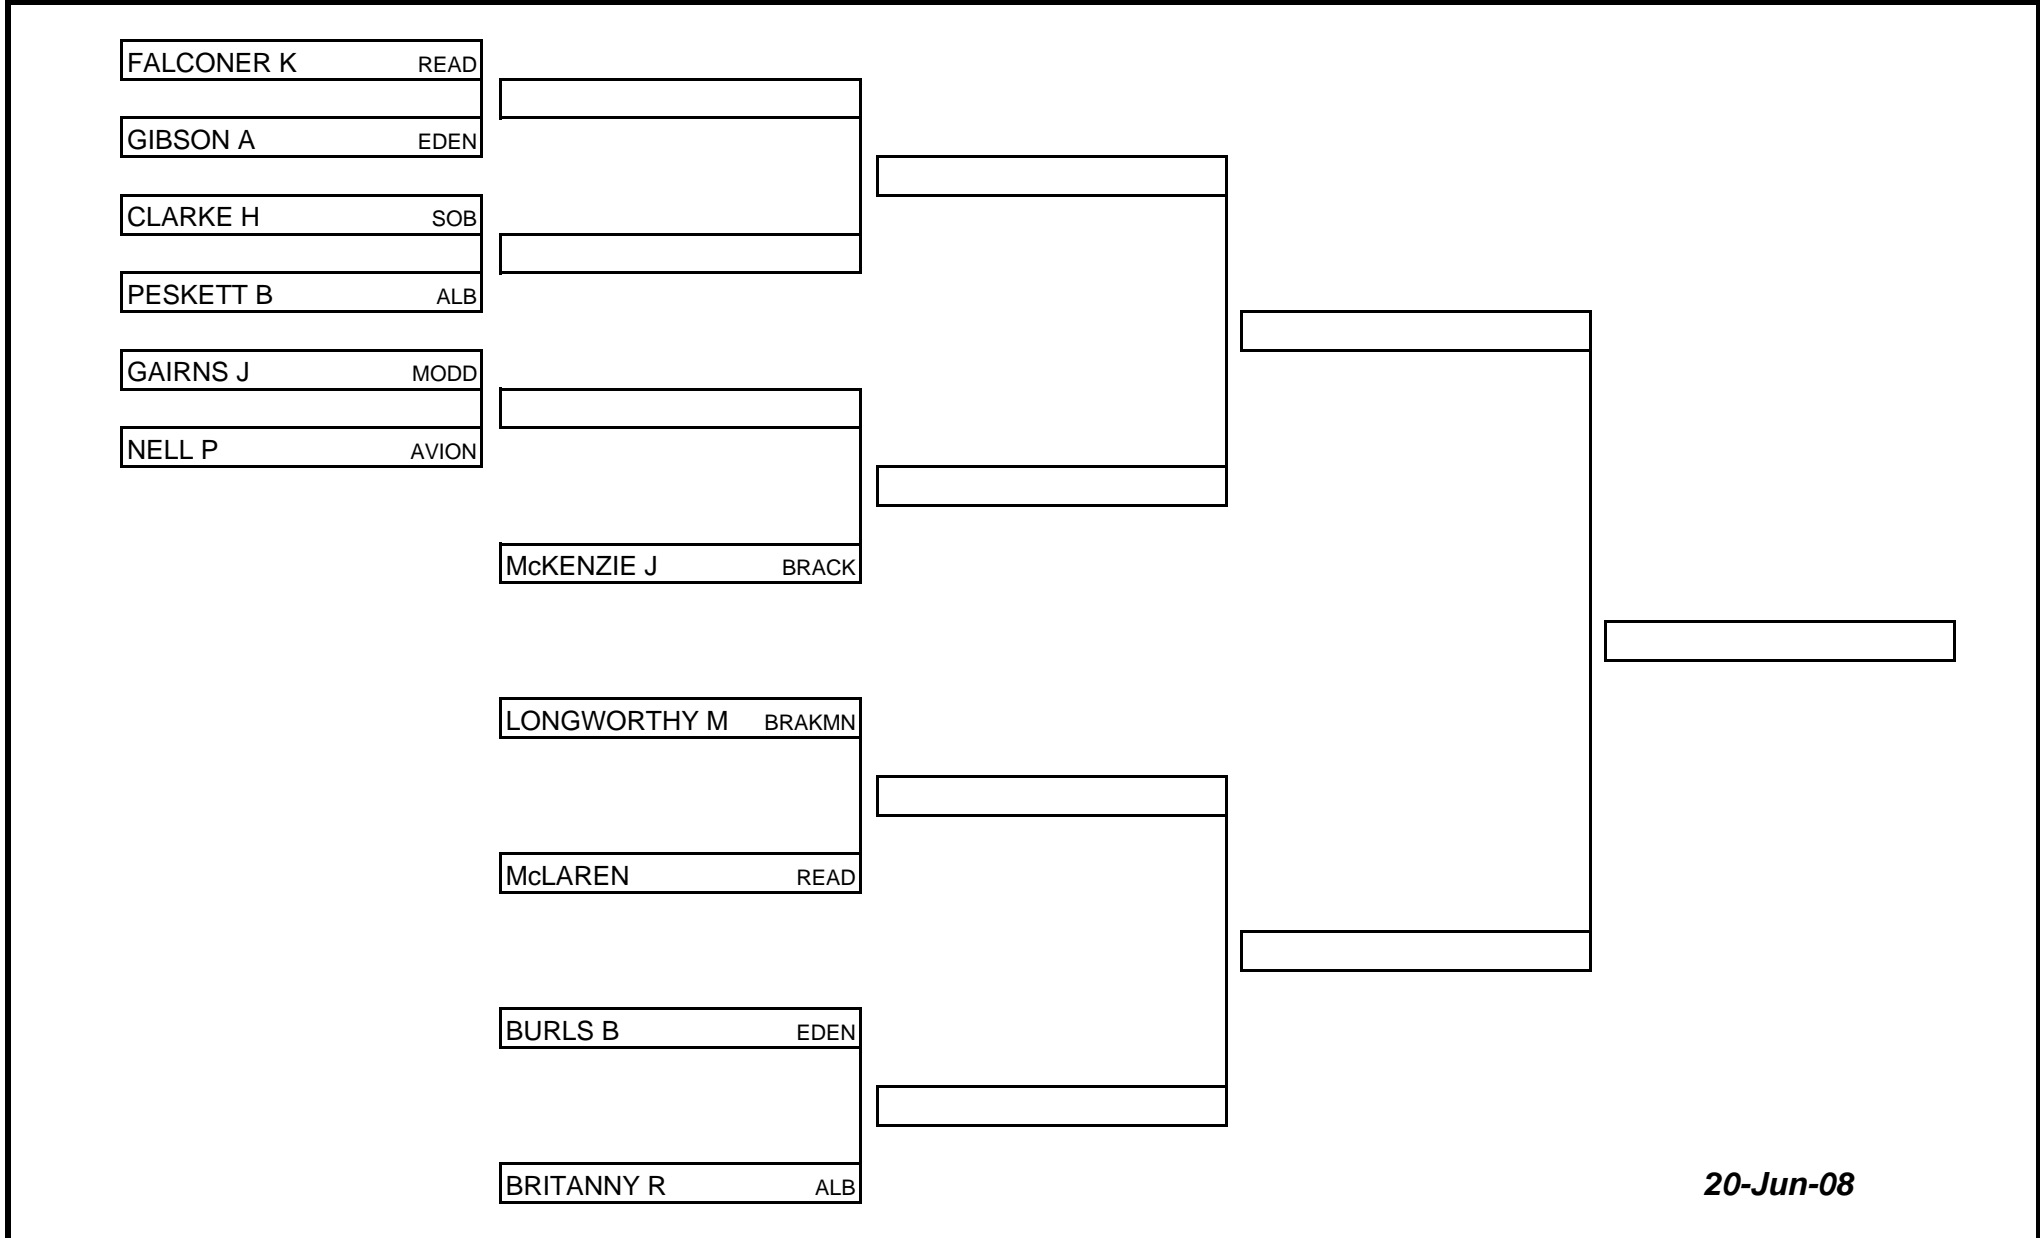 FALCONER K READ
GIBSON A EDEN
CLARKE H SOB
PESKETT B ALB
GAIRNS J MODD
NELL P AVION
McKENZIE J BRACK
LONGWORTHY M BRAKMN
McLAREN READ
BURLS B EDEN
BRITANNY R ALB
20-Jun-08